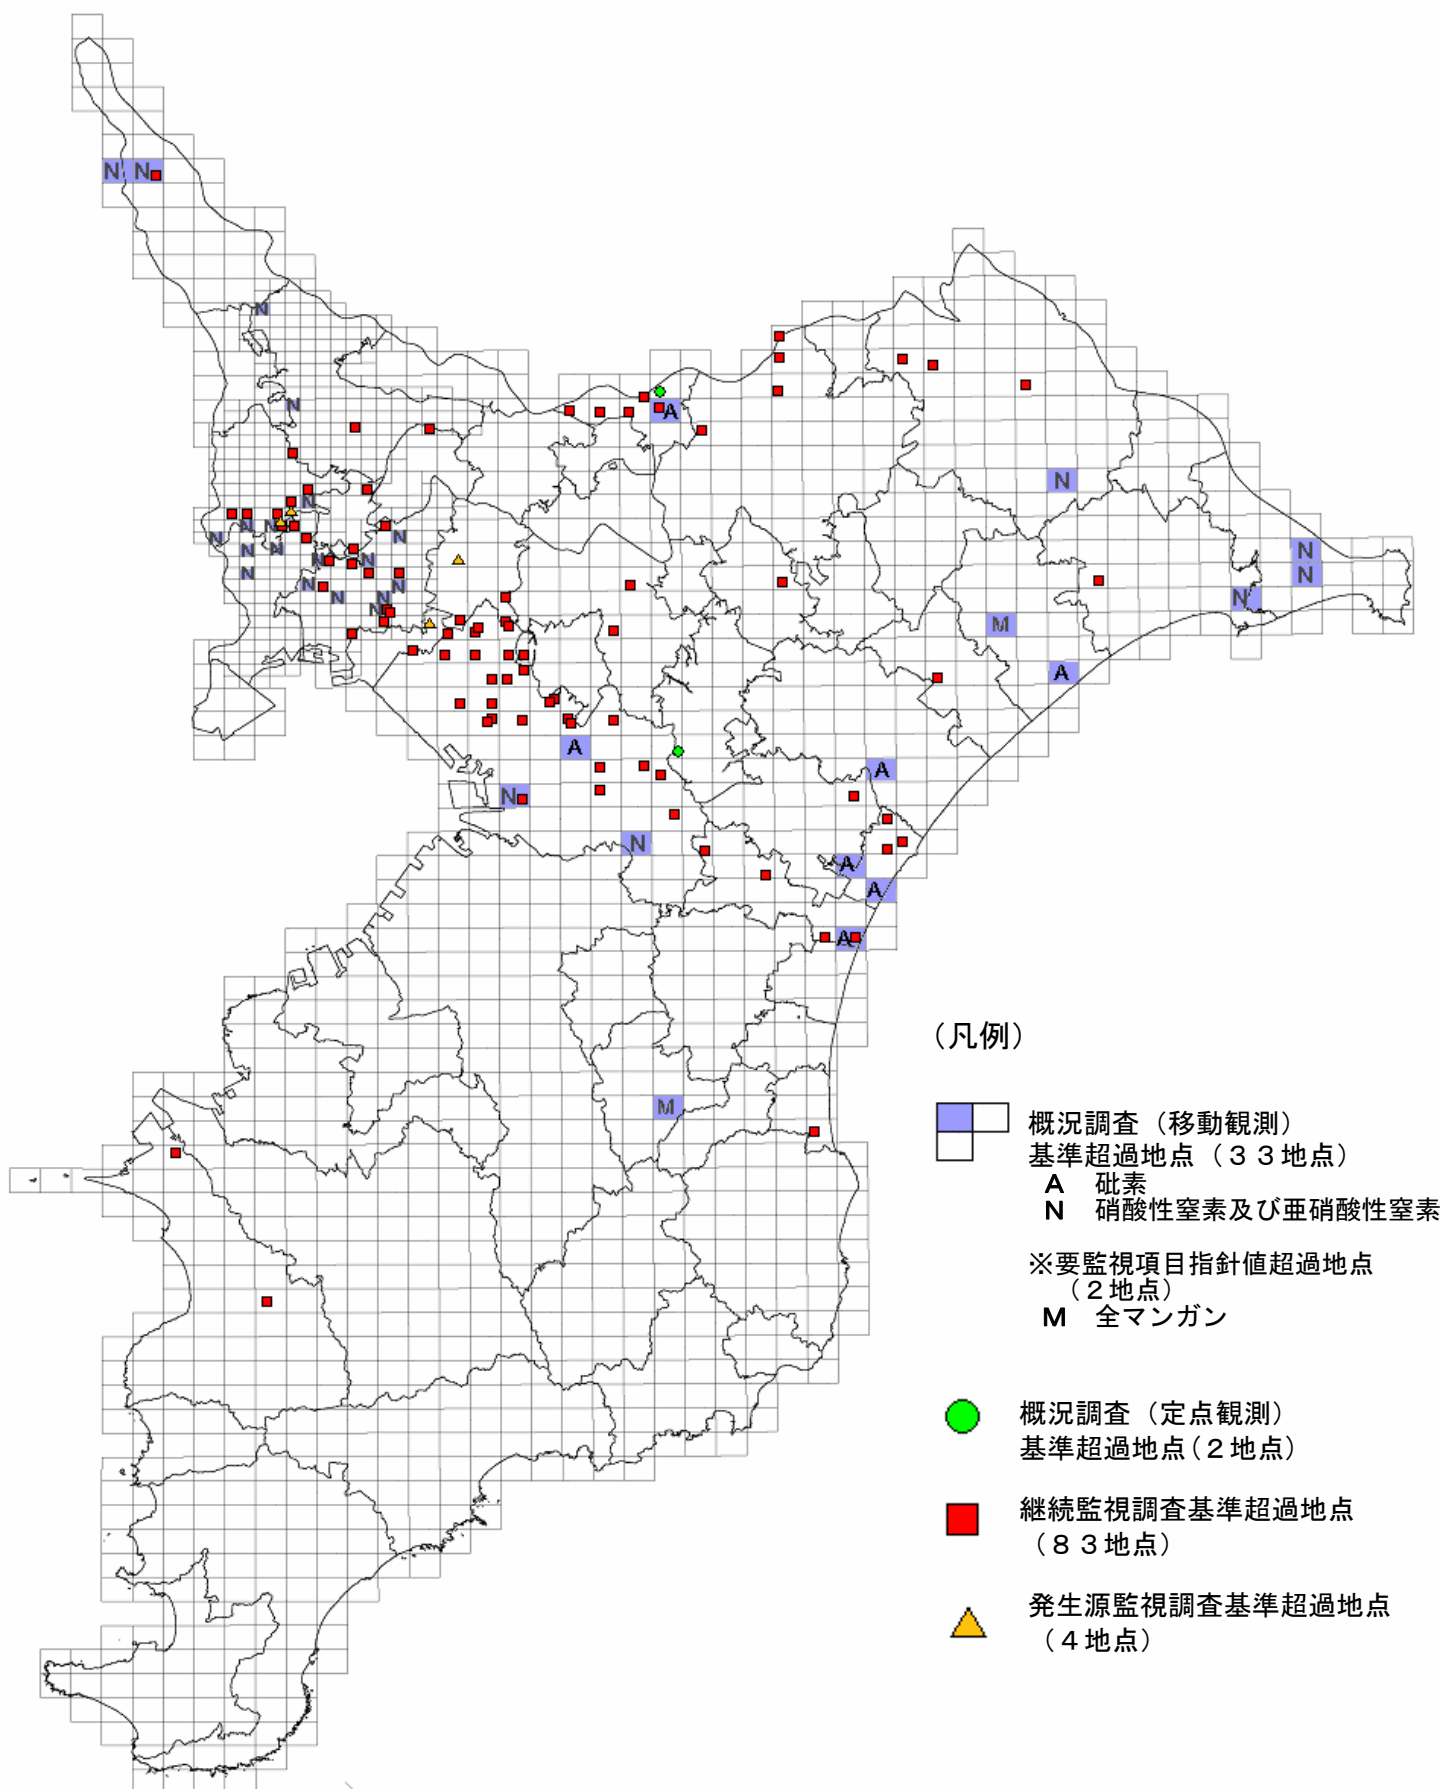 N N
N
N
A
N
N
N N
N
N
N N
N
N
N N
N
N N
N
N
N
N
N
N
N
M
A
A
A
N
N
A
A
A
M
（凡例）
概況調査（移動観測）
基準超過地点（３３地点）
A 砒素
N 硝酸性窒素及び亜硝酸性窒素
※要監視項目指針値超過地点
（２地点）
M 全マンガン
概況調査（定点観測）
基準超過地点（２地点）
継続監視調査基準超過地点
（８３地点）
発生源監視調査基準超過地点
（４地点）